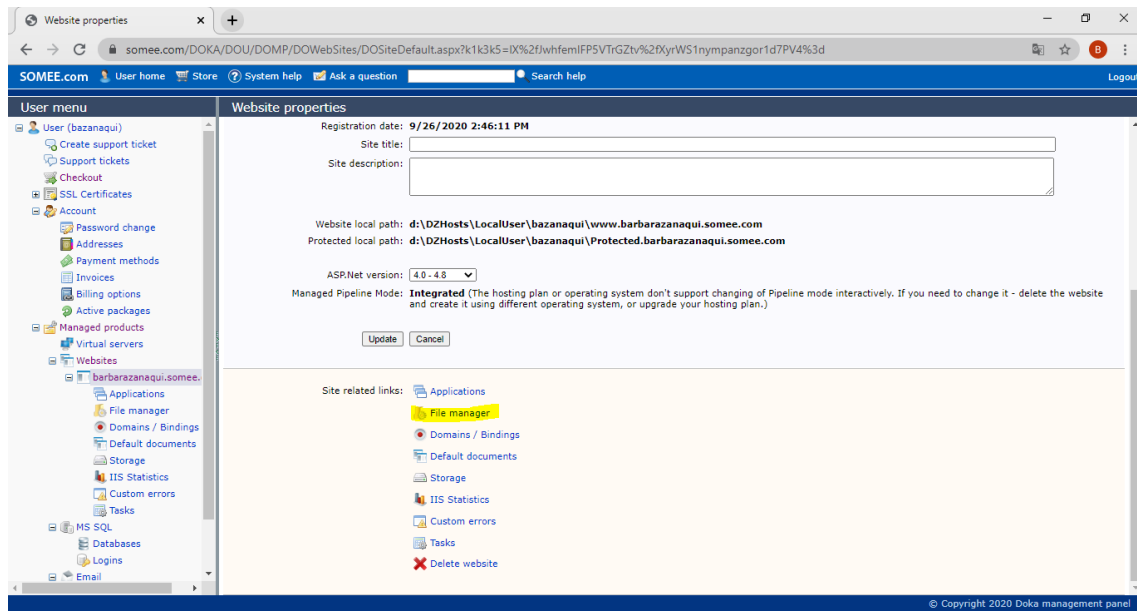 Website properties
somee.com/DOKA/DOU/DOMP/DOWebSites/DOSiteDefault.aspx?k1k3k5=IX%2fJwhfemIFP5VTrGZtv%2fXyrWS1nympanzgor1d7PV4%3d
B
SOMEE.com User home Store System help Ask a question Search help Logout
User menu
User (bazanaqui)
Create support ticket
Support tickets
Checkout
SSL Certificates
Account
Password change
Addresses
Payment methods
Invoices
Billing options
Active packages
Managed products
Virtual servers
Websites
barbarazanaqui.somee.
Applications
File manager
Domains / Bindings
Default documents
Storage
IIS Statistics
Custom errors
Tasks
MS SQL
Databases
Logins
Email
Website properties
Registration date: 9/26/2020 2:46:11 PM
Site title:
Site description:
Website local path: d:\DZHosts\LocalUser\bazanaqui\www.barbarazanaqui.somee.com
Protected local path: d:\DZHosts\LocalUser\bazanaqui\Protected.barbarazanaqui.somee.com
ASP.Net version: 4.0 - 4.8
Managed Pipeline Mode: Integrated (The hosting plan or operating system don't support changing of Pipeline mode interactively. If you need to change it - delete the website
and create it using different operating system, or upgrade your hosting plan.)
Update Cancel
Site related links: Applications
File manager
Domains / Bindings
Default documents
Storage
IIS Statistics
Custom errors
Tasks
Delete website
© Copyright 2020 Doka management panel